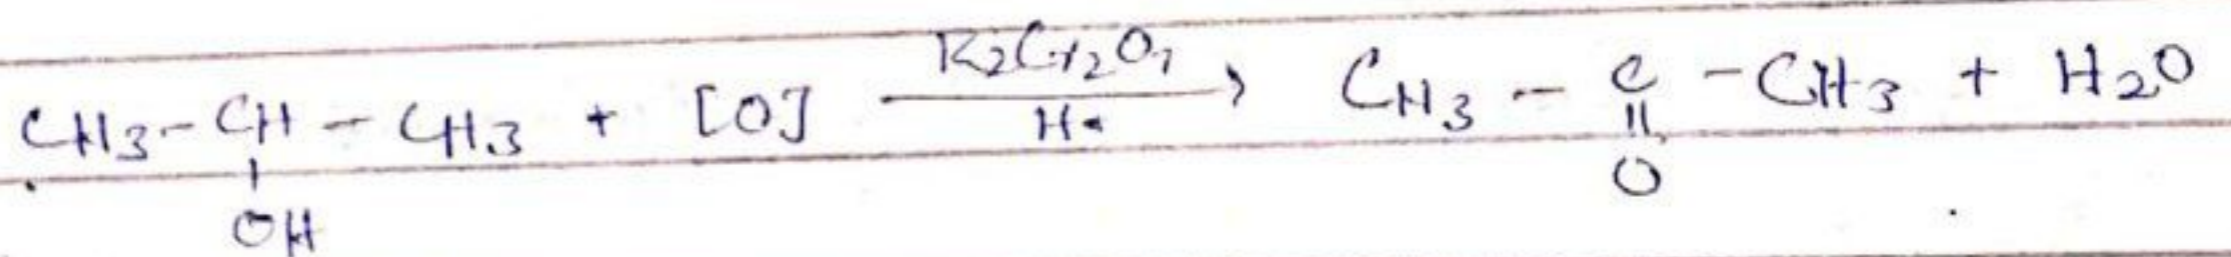 K2Cr2O7
CH3-CH-CH3 + [O] → CH3-C-CH3 + H2O
H+
OH
O